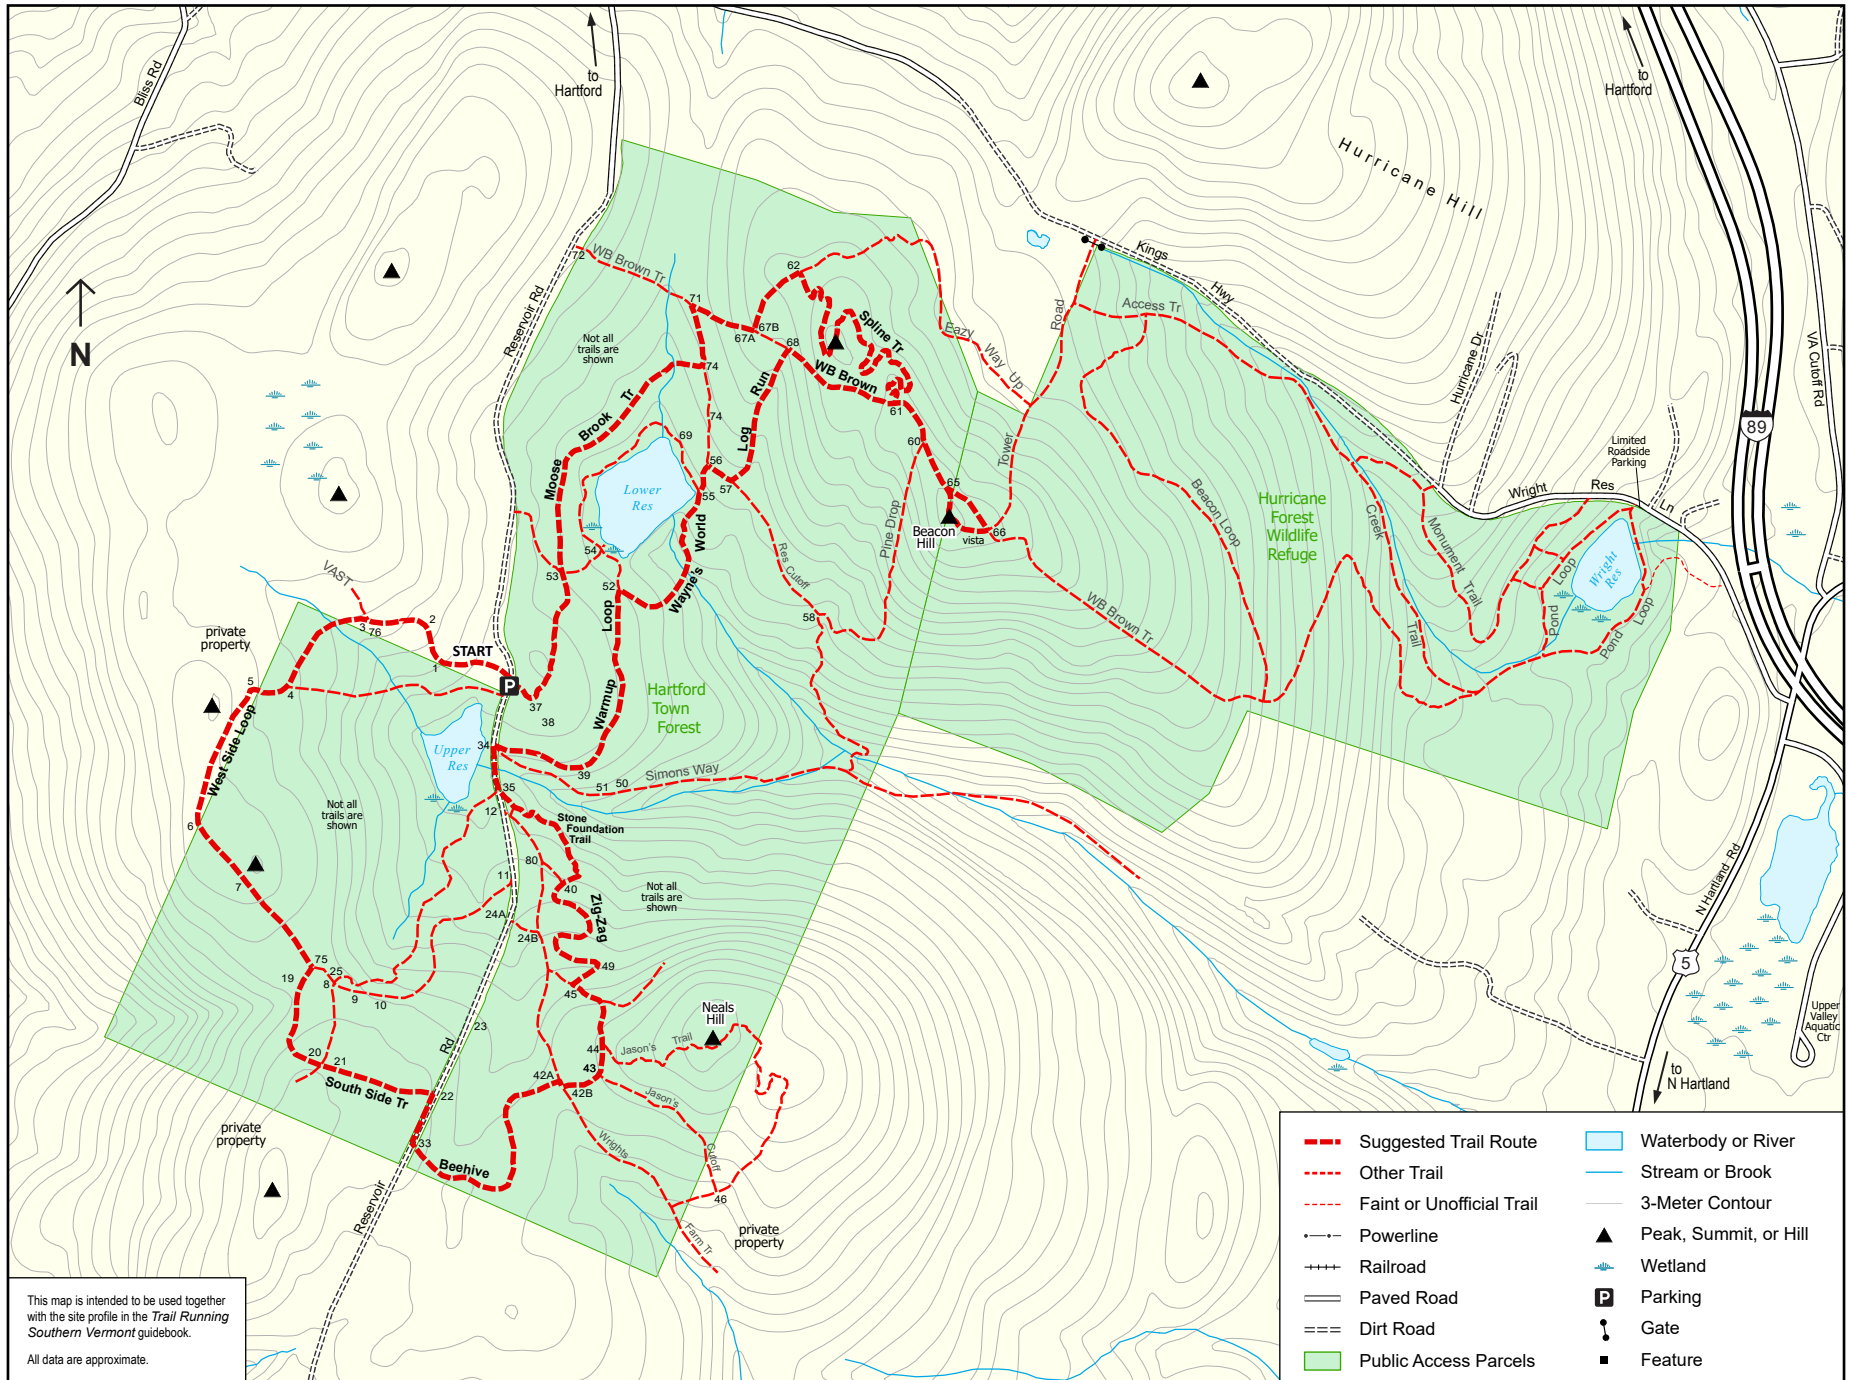 to
Hartford
to
Hartford
Bliss Rd
Hurricane Hill
N
Reservoir Rd
72
WB Brown Tr
71
62
67B
67A
68
Spline Tr
WB Brown
61
60
Eazy
Way Up
Road
Tower
Kings
Hwy
Access Tr
Hurricane Dr
VA Cutoff Rd
89
Limited
Roadside
Parking
Wright
Res
Ln
Not all
trails are
shown
74
74
Brook
Tr
Moose
Log
Run
69
56
57
55
Lower
Res
54
53
52
Wayne's
World
Res Cutoff
Pine Drop
58
65
66
Beacon
Hill
vista
Beacon Loop
Hurricane
Forest
Wildlife
Refuge
Creek
Trail
Monument
Trail
Wright
Res
Pond
Loop
Pond
Loop
WB Brown Tr
VAST
3
76
2
1
START
P
private
property
5
4
West Side Loop
6
7
37
38
Loop
Warmup
Hartford
Town
Forest
Upper
Res
34
39
51
50
Simons Way
35
12
Stone
Foundation
Trail
Not all
trails are
shown
80
40
11
24A
24B
Zig-Zag
Not all
trails are
shown
49
45
75
19
25
8
9
10
23
Rd
Neals
Hill
44
Jason's
Trail
43
42A
42B
20
21
South Side Tr
22
33
Beehive
Jason's
Cutoff
Wrights
46
Farm Tr
private
property
private
property
Reservoir
N Hartland Rd
5
Upper
Valley
Aquatic
Ctr
to
N Hartland
Suggested Trail Route
Other Trail
Faint or Unofficial Trail
Powerline
Railroad
Paved Road
Dirt Road
Public Access Parcels
Waterbody or River
Stream or Brook
3-Meter Contour
Peak, Summit, or Hill
Wetland
P
Parking
Gate
Feature
This map is intended to be used together
with the site profile in the Trail Running
Southern Vermont guidebook.
All data are approximate.